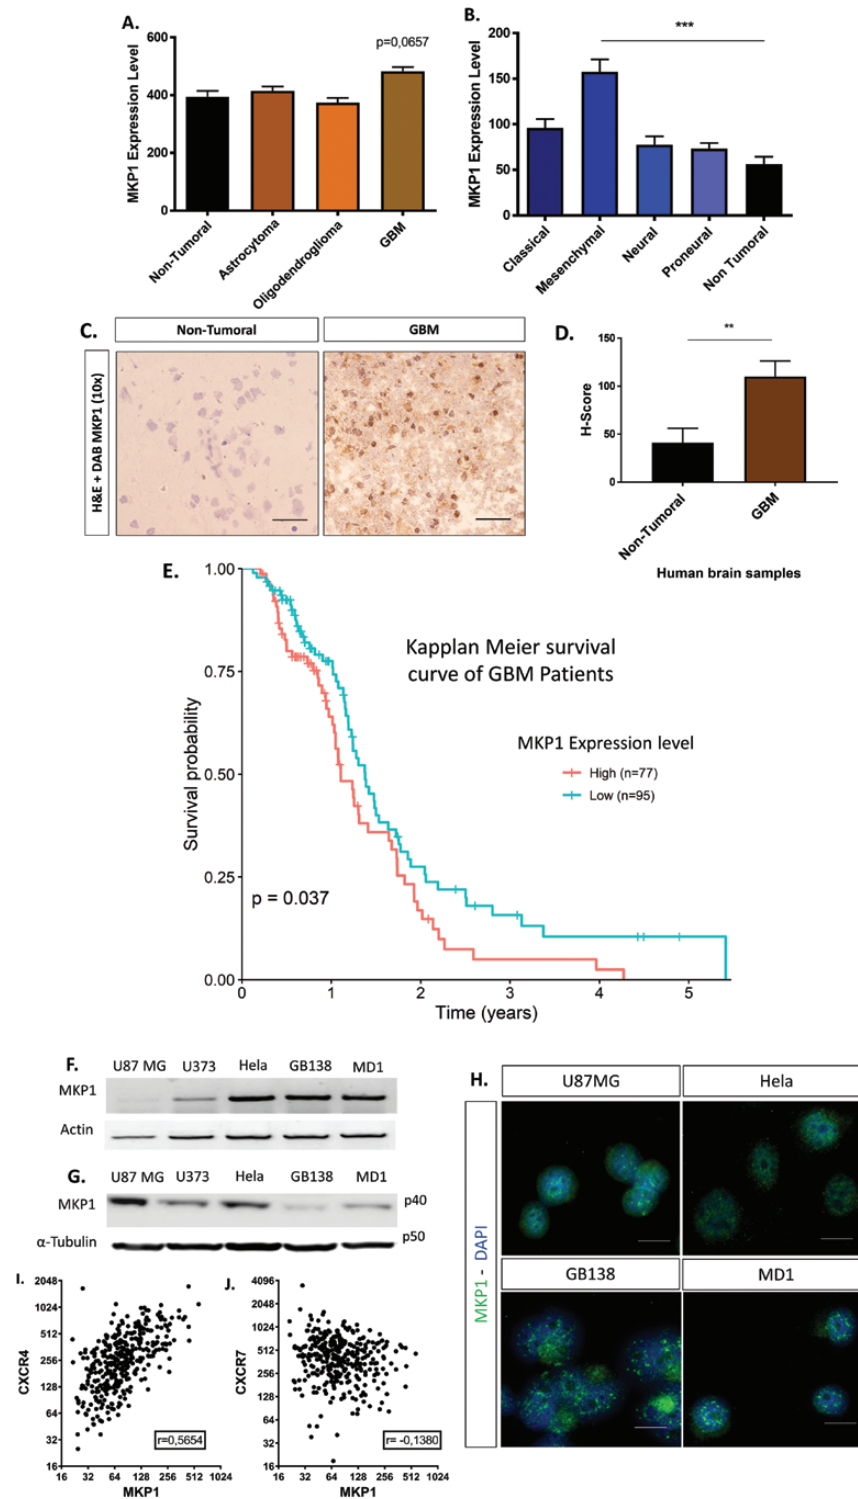 A.
MKP1 Expression Level
600
400
200
0
p=0,0657
Non-Tumoral
Astrocytoma
Oligodendroglioma
GBM
B.
MKP1 Expression Level
200
150
100
50
0
***
Classical
Mesenchymal
Neural
Proneural
Non Tumoral
C.
Non-Tumoral
GBM
H&E + DAB MKP1 (10x)
D.
H-Score
150
100
50
0
**
Non-Tumoral
GBM
Human brain samples
E.
Survival probability
1.00
0.75
0.50
0.25
0.00
Kapplan Meier survival
curve of GBM Patients
MKP1 Expression level
High (n=77)
Low (n=95)
p = 0.037
0 1 2 3 4 5
Time (years)
F.
U87 MG U373 Hela GB138 MD1
MKP1
Actin
G.
U87 MG U373 Hela GB138 MD1
MKP1 p40
α-Tubulin p50
H.
U87MG Hela
GB138 MD1
MKP1 - DAPI
I.
CXCR4
2048
1024
512
256
128
64
32
16
r=0,5654
16 32 64 128 256 512 1024
MKP1
J.
CXCR7
4096
2048
1024
512
256
128
64
32
16
r= -0,1380
16 32 64 128 256 512 1024
MKP1